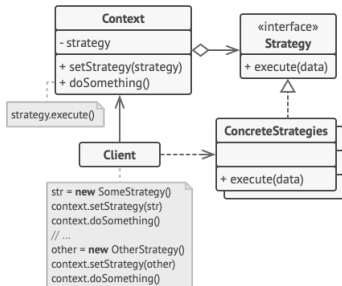 Context
- strategy
+ setStrategy(strategy)
+ doSomething()
«interface»
Strategy
+ execute(data)
strategy.execute()
Client
ConcreteStrategies
+ execute(data)
str = new SomeStrategy()
context.setStrategy(str)
context.doSomething()
// ...
other = new OtherStrategy()
context.setStrategy(other)
context.doSomething()